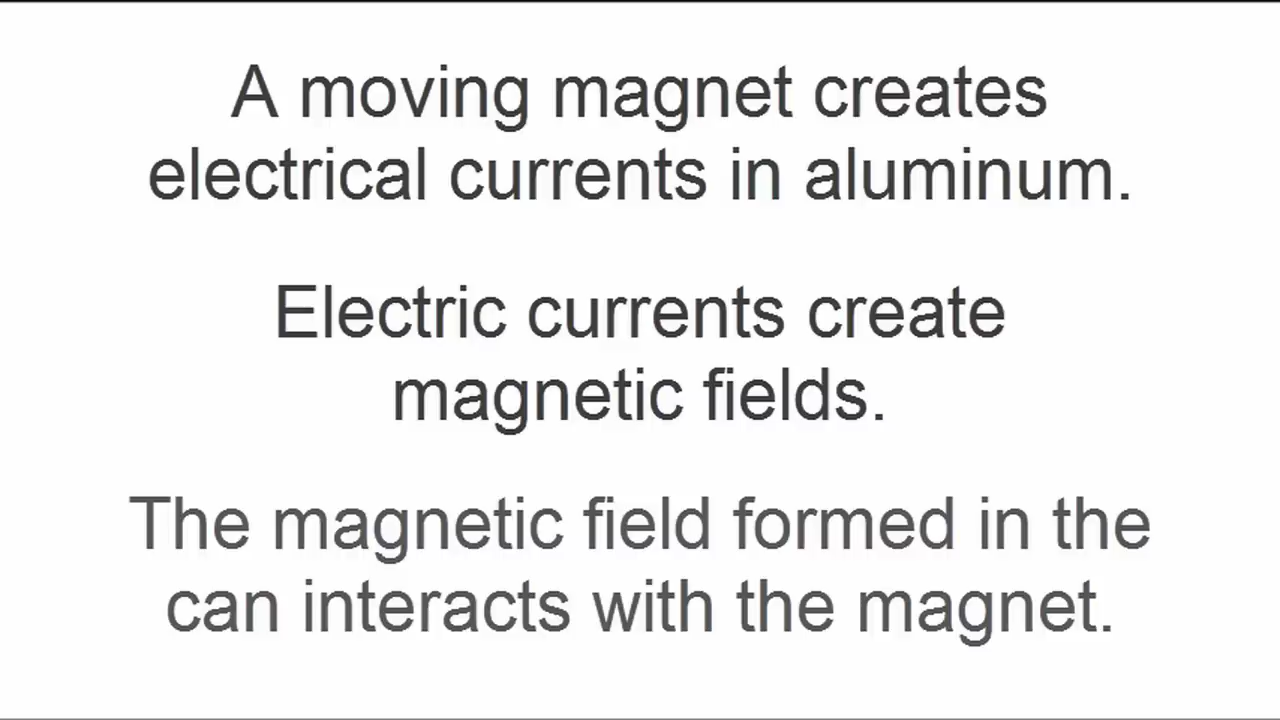 A moving magnet creates
electrical currents in aluminum.
Electric currents create
magnetic fields.
The magnetic field formed in the
can interacts with the magnet.